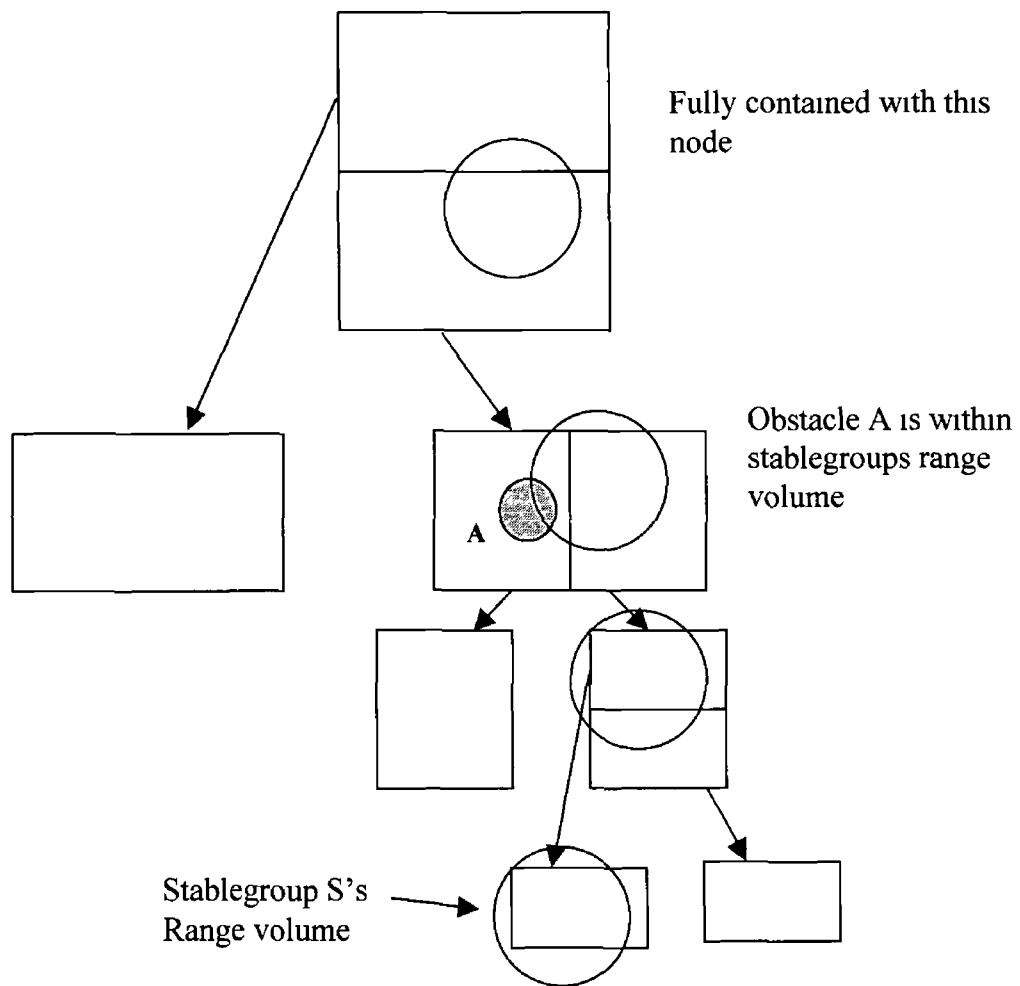 Fully contained with this
node
Obstacle A is within
stablegroups range
volume
A
Stablegroup S's
Range volume